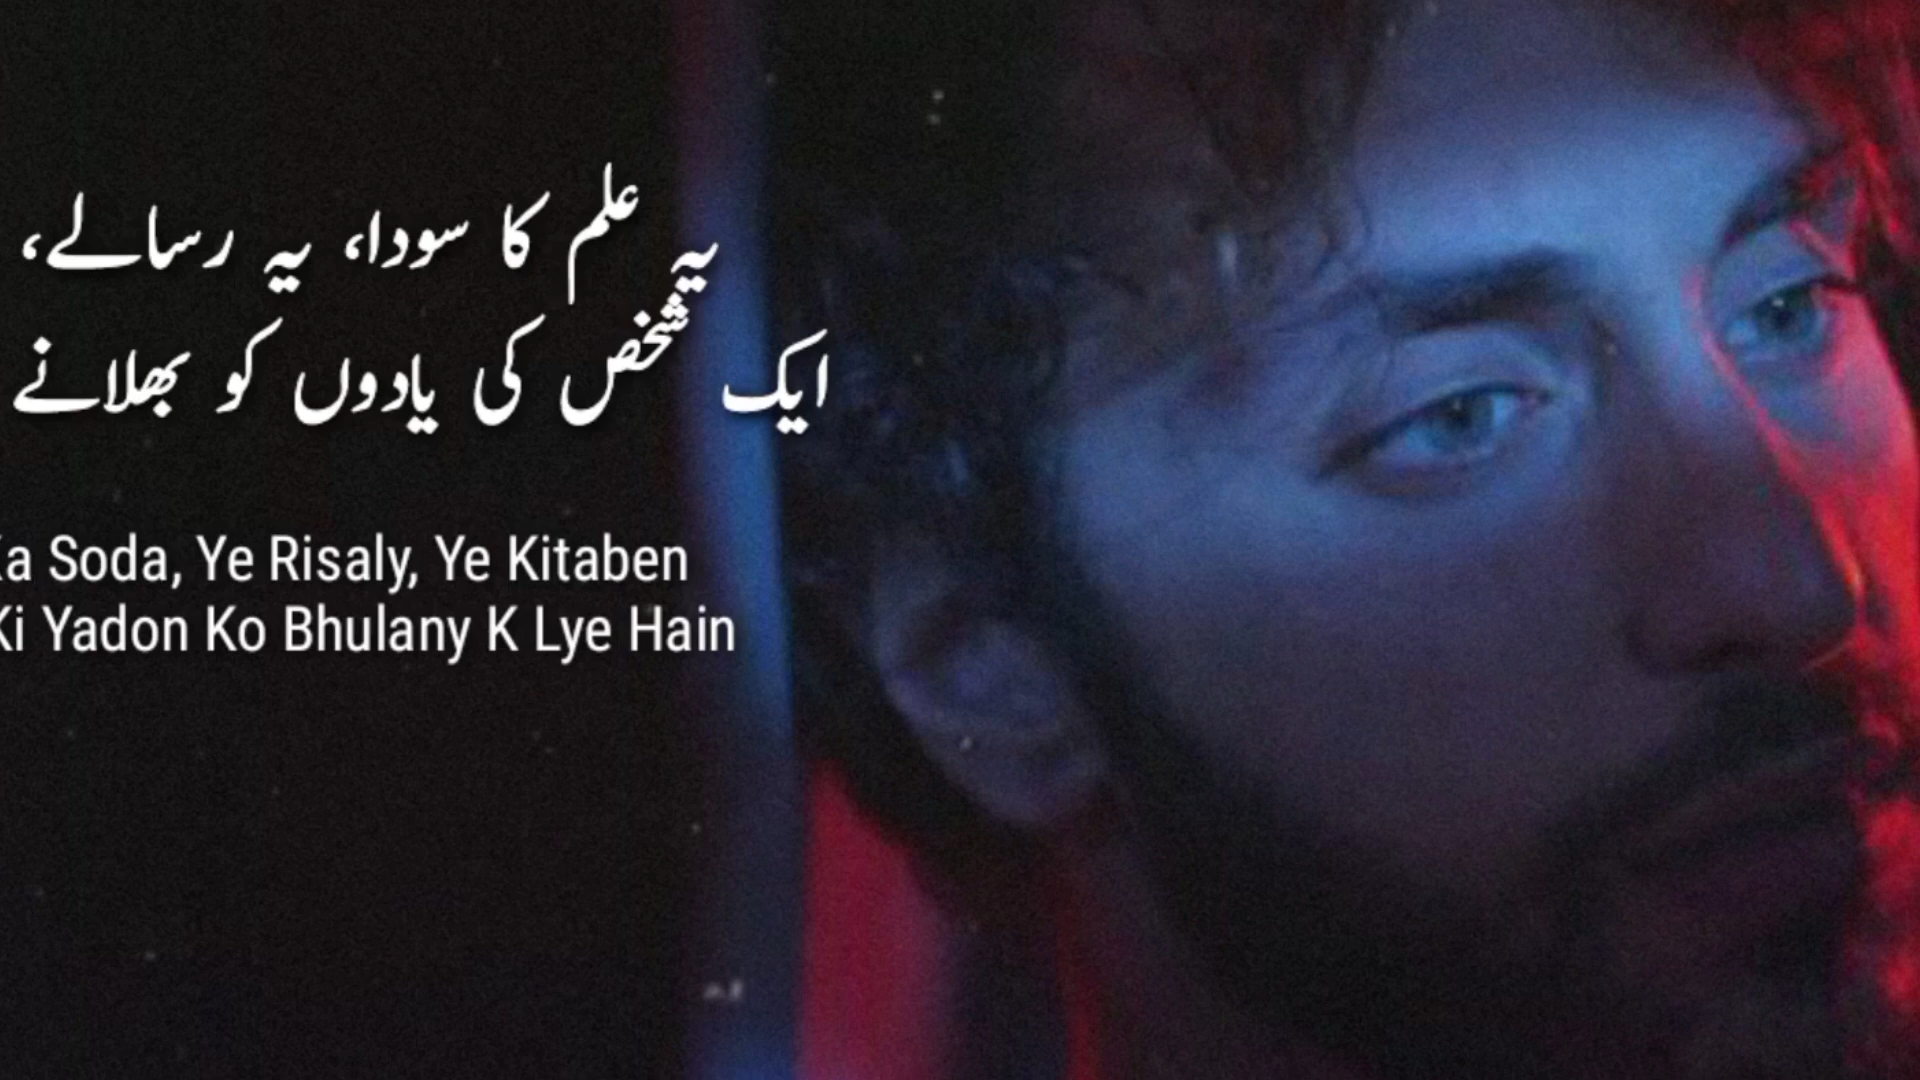 یہ علم کا سودا، یہ رسالے،
ایک شخص کی یادوں کو بھلانے
Ka Soda, Ye Risaly, Ye Kitaben
Ki Yadon Ko Bhulany K Lye Hain